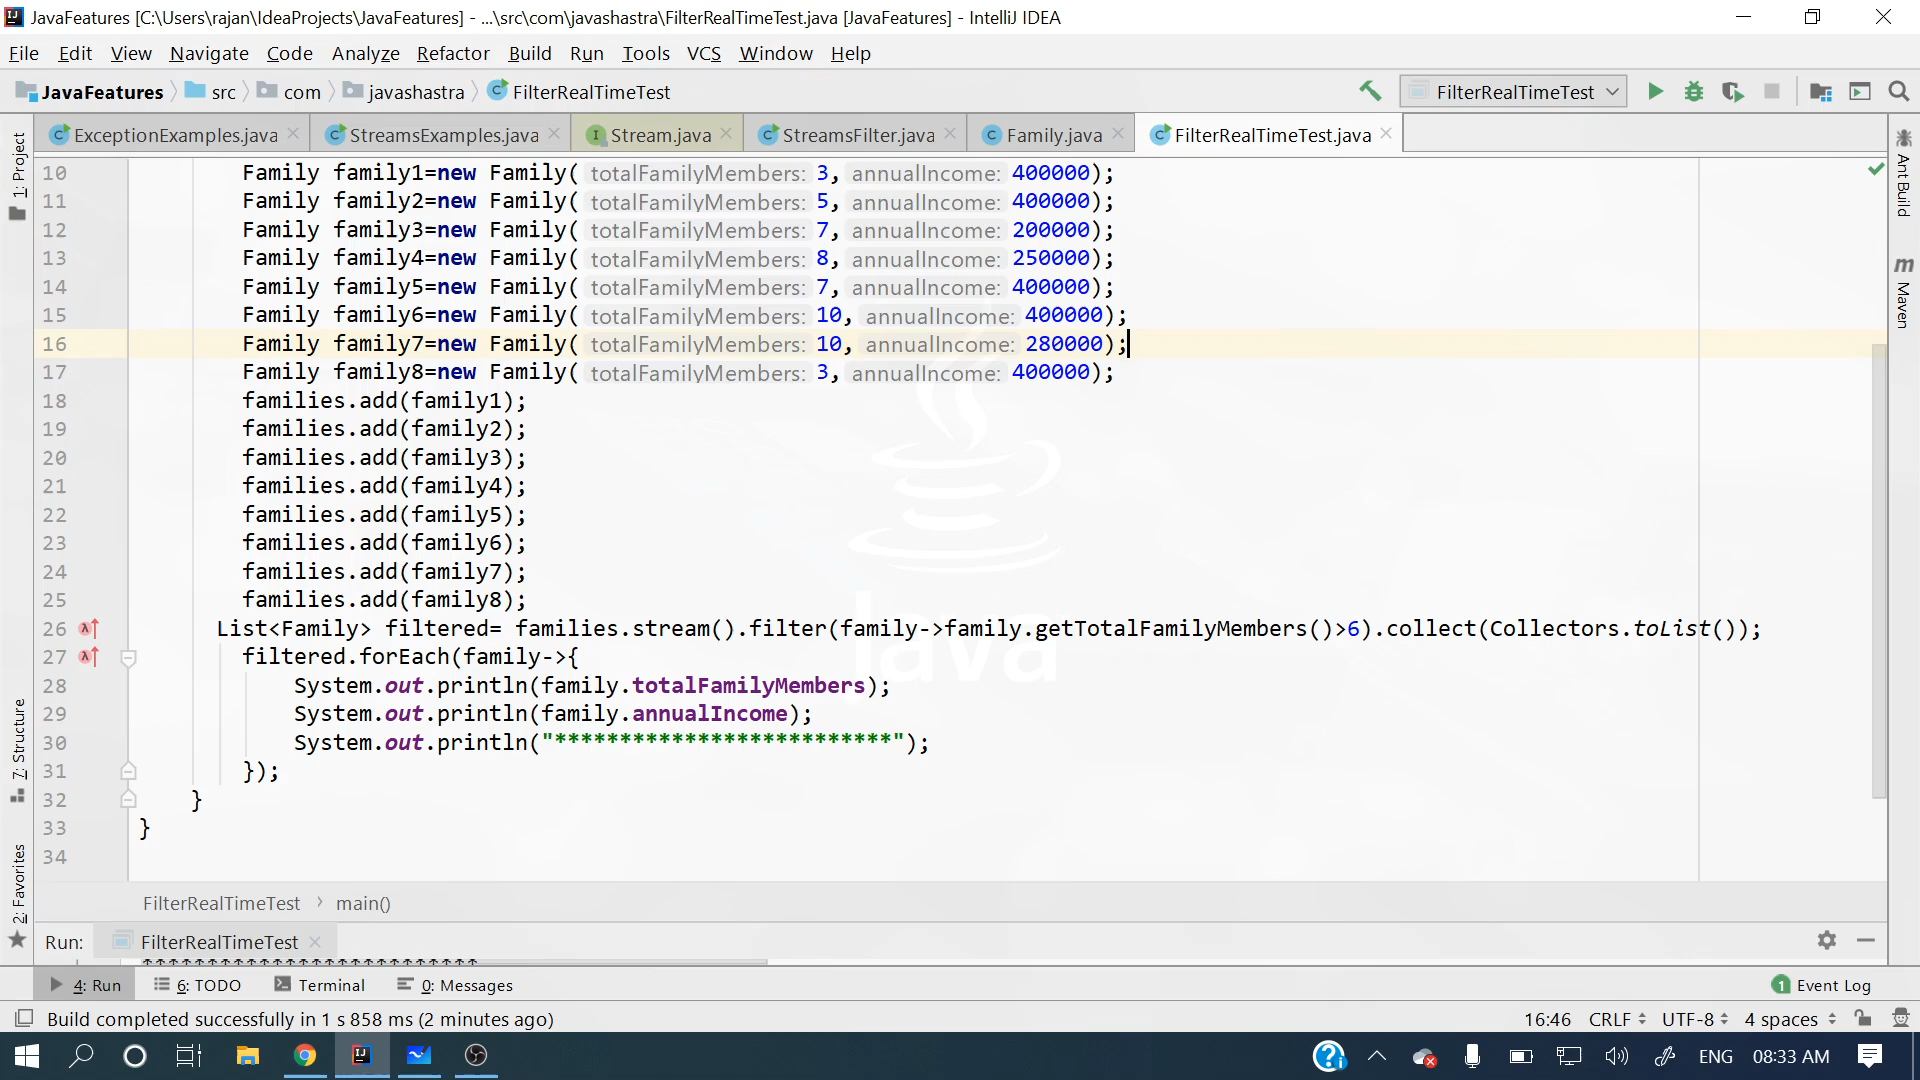 JavaFeatures [C:\Users\rajan\IdeaProjects\JavaFeatures] - ...\src\com\javashastra\FilterRealTimeTest.java [JavaFeatures] - IntelliJ IDEA
File Edit View Navigate Code Analyze Refactor Build Run Tools VCS Window Help
JavaFeatures src com javashastra FilterRealTimeTest FilterRealTimeTest
ExceptionExamples.java StreamsExamples.java Stream.java StreamsFilter.java Family.java FilterRealTimeTest.java
1: Project
7: Structure
2: Favorites
Ant Build
Maven
10 Family family1=new Family( totalFamilyMembers: 3, annualIncome: 400000);
11 Family family2=new Family( totalFamilyMembers: 5, annualIncome: 400000);
12 Family family3=new Family( totalFamilyMembers: 7, annualIncome: 200000);
13 Family family4=new Family( totalFamilyMembers: 8, annualIncome: 250000);
14 Family family5=new Family( totalFamilyMembers: 7, annualIncome: 400000);
15 Family family6=new Family( totalFamilyMembers: 10, annualIncome: 400000);
16 Family family7=new Family( totalFamilyMembers: 10, annualIncome: 280000);
17 Family family8=new Family( totalFamilyMembers: 3, annualIncome: 400000);
18 families.add(family1);
19 families.add(family2);
20 families.add(family3);
21 families.add(family4);
22 families.add(family5);
23 families.add(family6);
24 families.add(family7);
25 families.add(family8);
26 List<Family> filtered= families.stream().filter(family->family.getTotalFamilyMembers()>6).collect(Collectors.toList());
27 filtered.forEach(family->{
28 System.out.println(family.totalFamilyMembers);
29 System.out.println(family.annualIncome);
30 System.out.println("**************************");
31 });
32 }
33 }
34
Java
FilterRealTimeTest main()
Run: FilterRealTimeTest
4: Run 6: TODO Terminal 0: Messages 1 Event Log
Build completed successfully in 1 s 858 ms (2 minutes ago) 16:46 CRLF UTF-8 4 spaces
ENG 08:33 AM